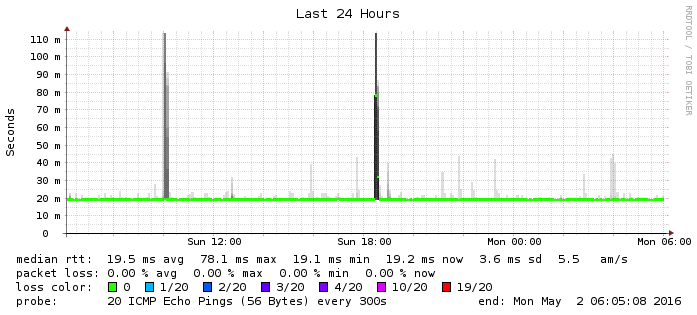 Last 24 Hours
RRDTOOL / TOBI OETIKER
Seconds
110 m
100 m
90 m
80 m
70 m
60 m
50 m
40 m
30 m
20 m
10 m
0
Sun 12:00 Sun 18:00 Mon 00:00 Mon 06:00
median rtt: 19.5 ms avg 78.1 ms max 19.1 ms min 19.2 ms now 3.6 ms sd 5.5 am/s
packet loss: 0.00 % avg 0.00 % max 0.00 % min 0.00 % now
loss color: 0 1/20 2/20 3/20 4/20 10/20 19/20
probe: 20 ICMP Echo Pings (56 Bytes) every 300s end: Mon May 2 06:05:08 2016